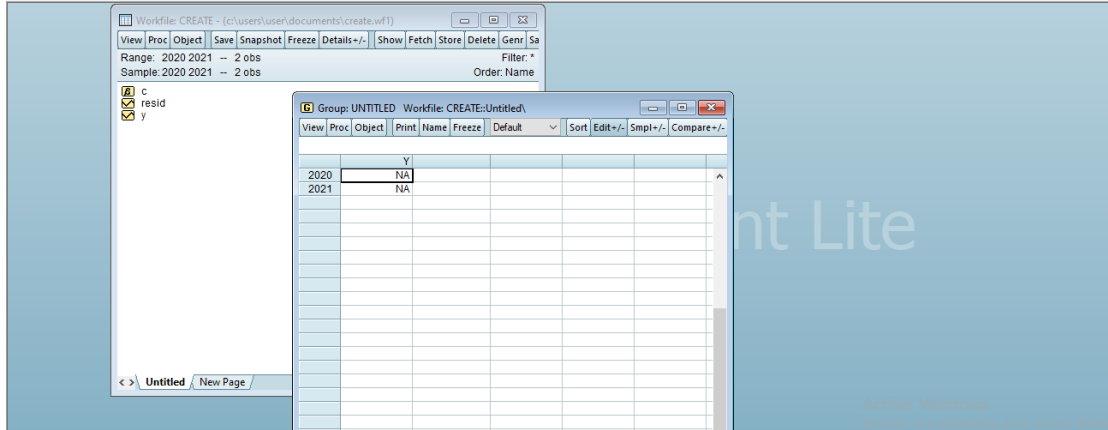 Workfile: CREATE - (c:\users\user\documents\create.wf1)
View Proc Object Save Snapshot Freeze Details+/- Show Fetch Store Delete Genr Sa
Range: 2020 2021 -- 2 obs Filter: *
Sample: 2020 2021 -- 2 obs Order: Name
β c
resid
y
G Group: UNTITLED Workfile: CREATE::Untitled\
View Proc Object Print Name Freeze Default Sort Edit+/- Smpl+/- Compare+/-
Y
2020 NA
2021 NA
nt Lite
Untitled New Page